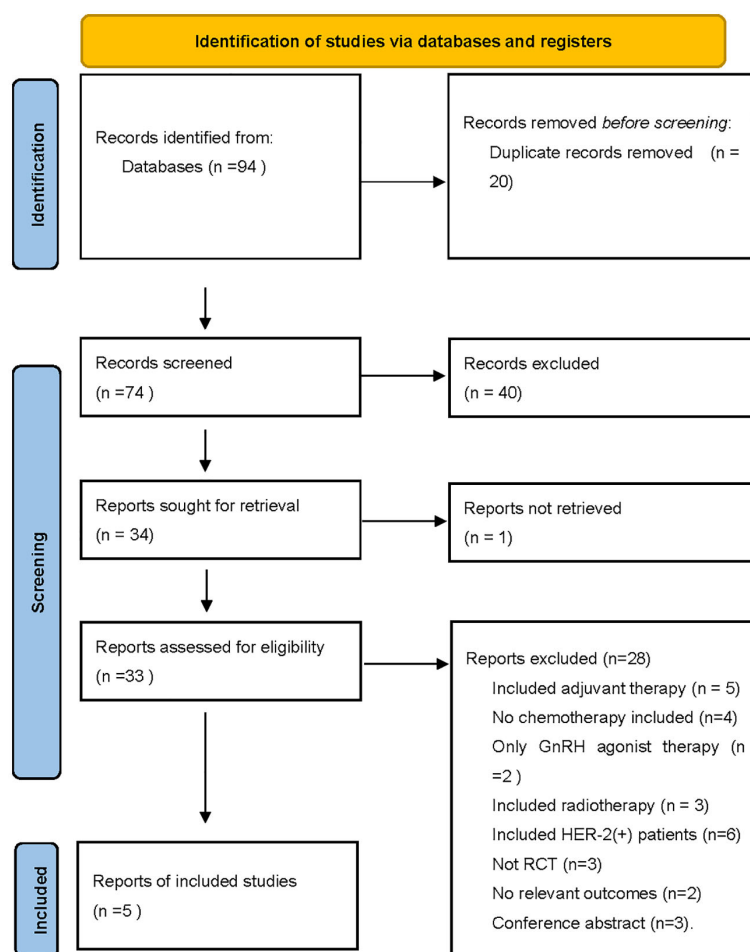 Identification of studies via databases and registers
Identification
Records identified from:
Databases (n =94 )
Records removed before screening:
Duplicate records removed (n =
20)
Screening
Records screened
(n =74 )
Records excluded
(n = 40)
Reports sought for retrieval
(n = 34)
Reports not retrieved
(n = 1)
Reports assessed for eligibility
(n =33 )
Reports excluded (n=28)
Included adjuvant therapy (n = 5)
No chemotherapy included (n=4)
Only GnRH agonist therapy (n
=2 )
Included radiotherapy (n = 3)
Included HER-2(+) patients (n=6)
Not RCT (n=3)
No relevant outcomes (n=2)
Conference abstract (n=3).
Included
Reports of included studies
(n =5 )